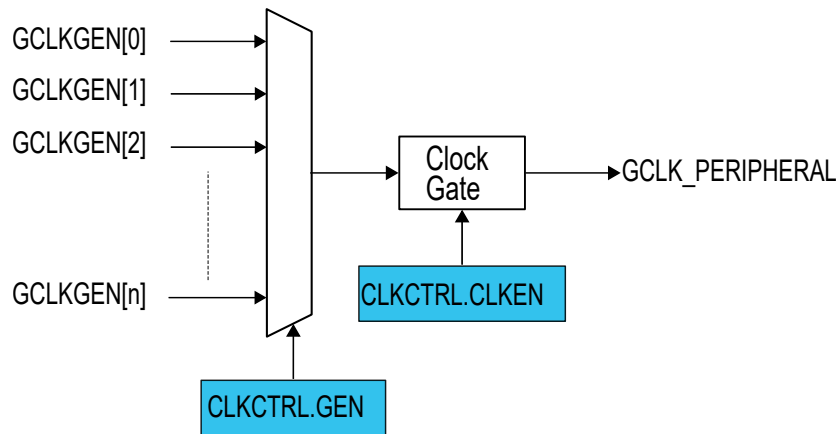 GCLKGEN[0]
GCLKGEN[1]
GCLKGEN[2]
Clock
Gate
GCLK_PERIPHERAL
GCLKGEN[n]
CLKCTRL.CLKEN
CLKCTRL.GEN